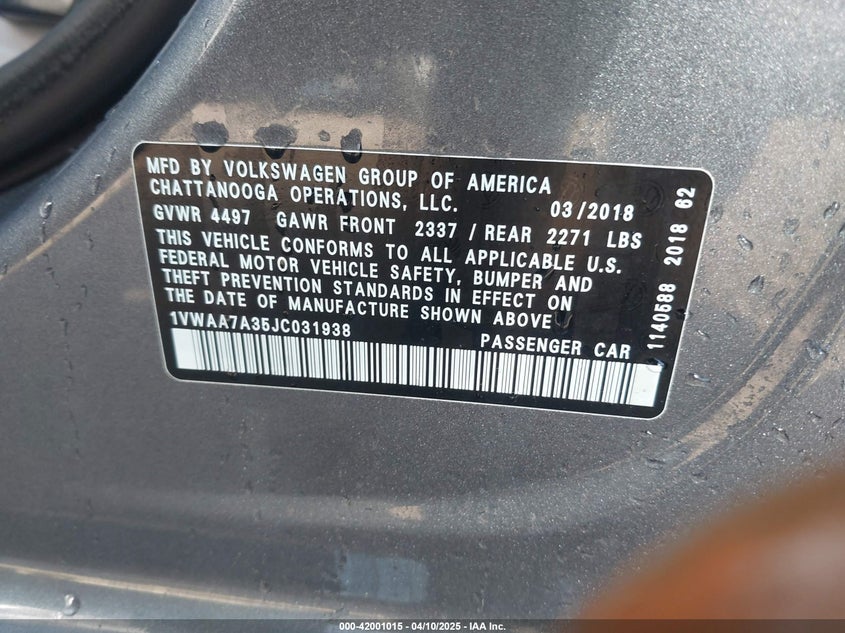 MFD BY VOLKSWAGEN GROUP OF AMERICA
CHATTANOOGA OPERATIONS, LLC. 03/2018
GVWR 4497 GAWR FRONT 2337 / REAR 2271 LBS
THIS VEHICLE CONFORMS TO ALL APPLICABLE U.S.
FEDERAL MOTOR VEHICLE SAFETY, BUMPER AND
THEFT PREVENTION STANDARDS IN EFFECT ON
THE DATE OF MANUFACTURE SHOWN ABOVE
1VWAA7A35JC031938 PASSENGER CAR
1140588 2018 62
000-42001015 - 04/10/2025 - IAA Inc.